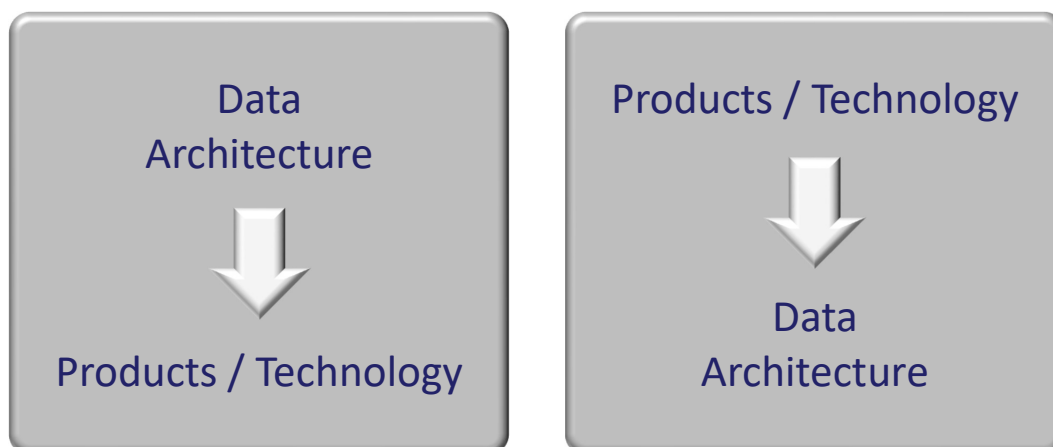 Data
Architecture
Products / Technology
Products / Technology
Data
Architecture